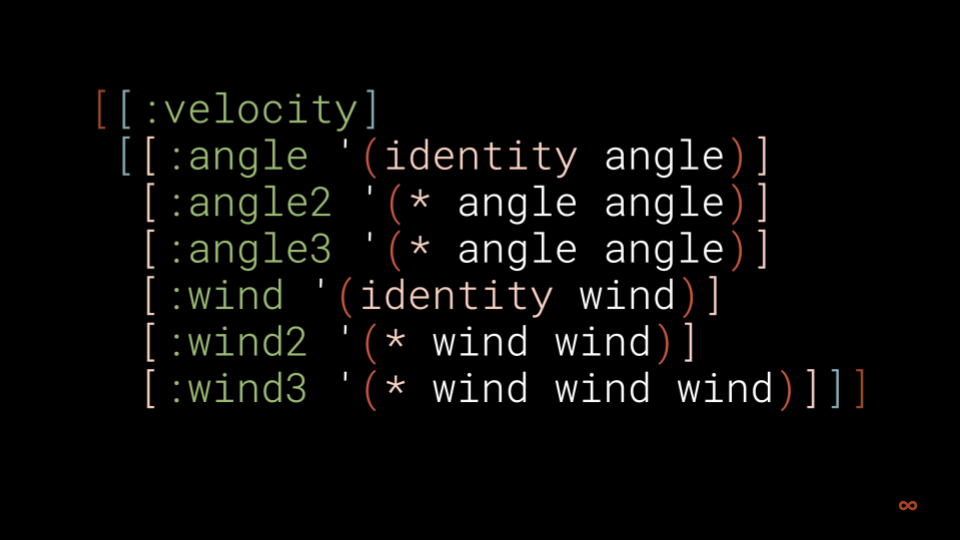 [[:velocity]
[[:angle '(identity angle)]
[:angle2 '(* angle angle)]
[:angle3 '(* angle angle)]
[:wind '(identity wind)]
[:wind2 '(* wind wind)]
[:wind3 '(* wind wind wind)]]]
∞